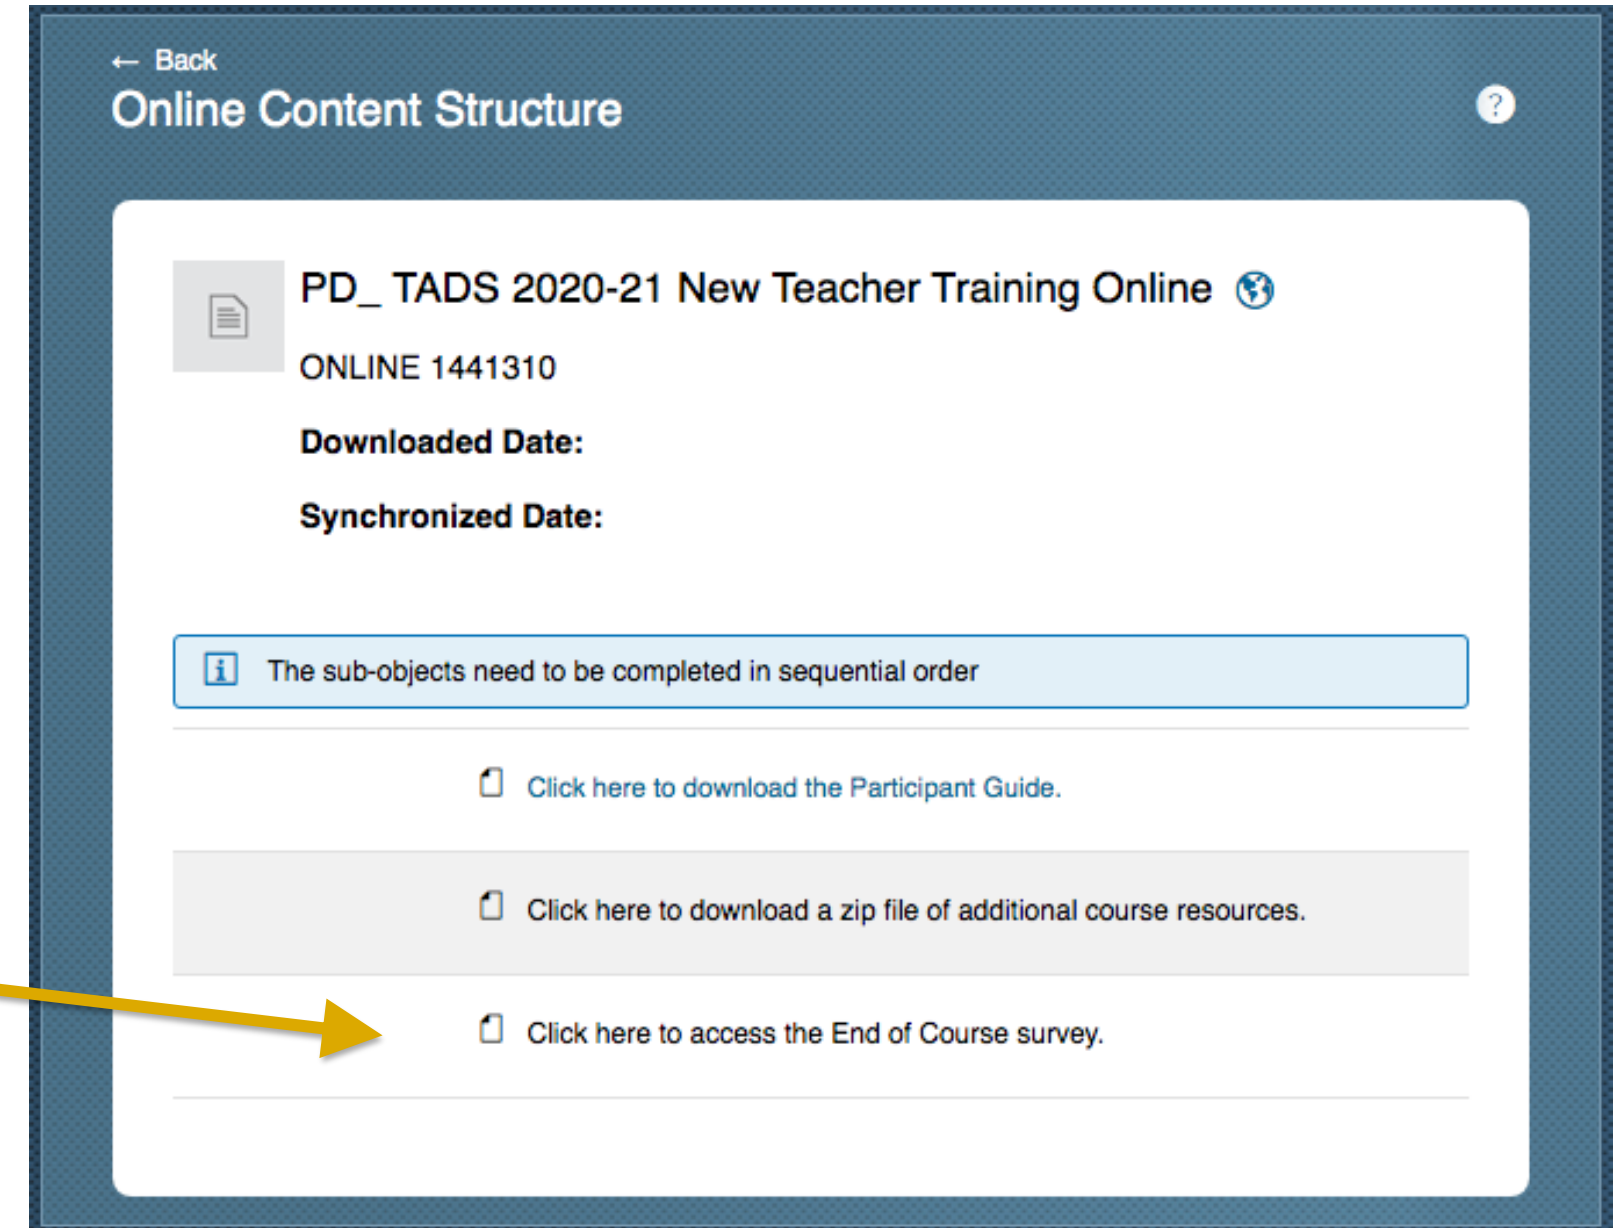 ← Back
Online Content Structure
?
PD_ TADS 2020-21 New Teacher Training Online
ONLINE 1441310
Downloaded Date:
Synchronized Date:
i The sub-objects need to be completed in sequential order
Click here to download the Participant Guide.
Click here to download a zip file of additional course resources.
Click here to access the End of Course survey.